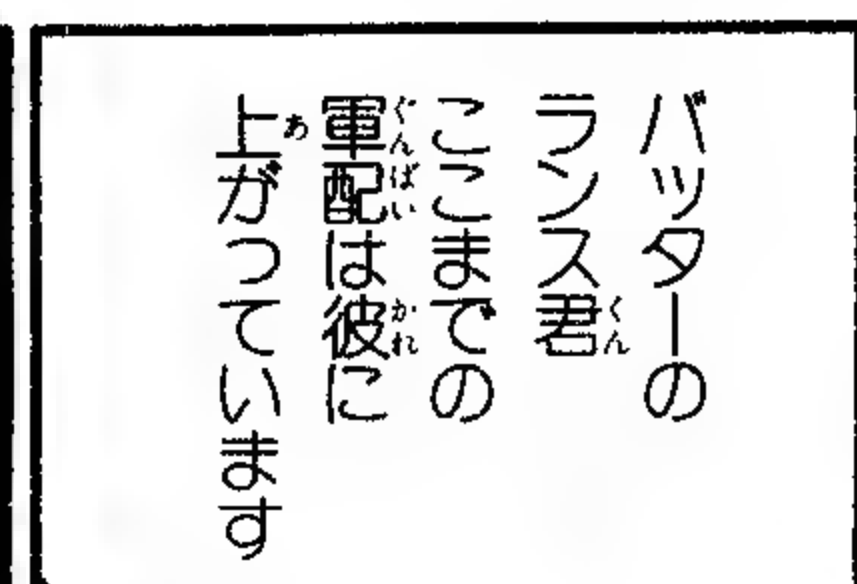 バッターの
ランス君
ここまでの
軍配は彼に
上がっています